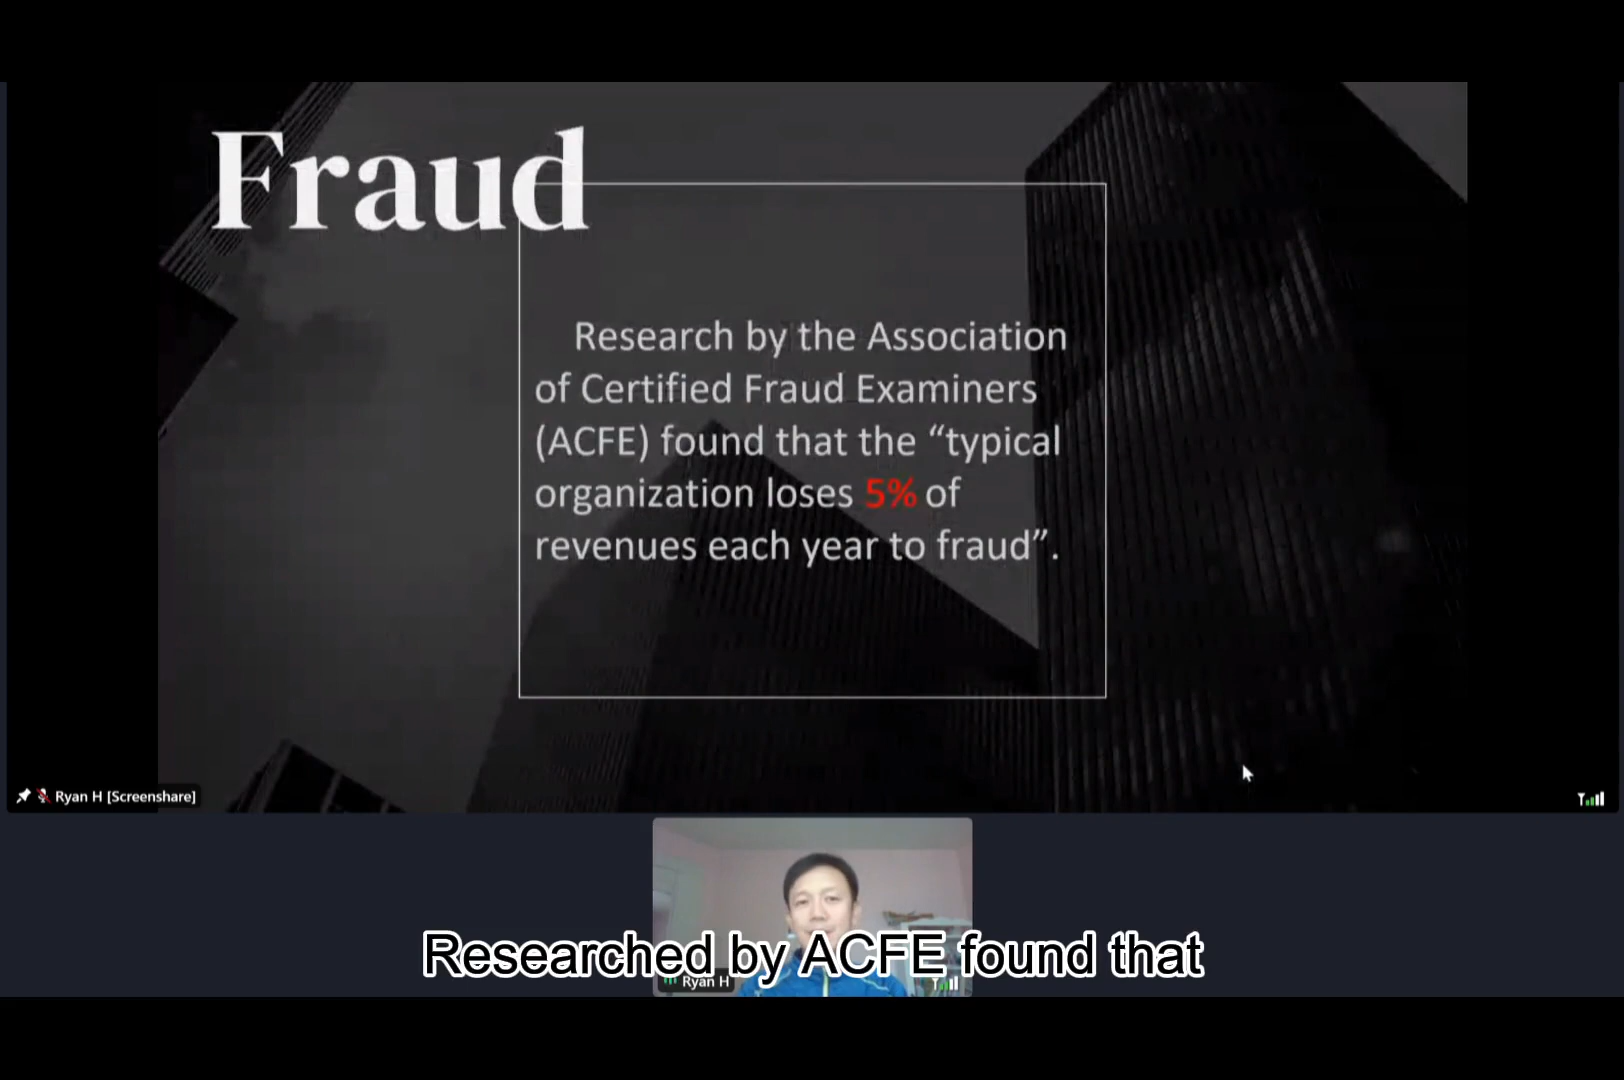 Fraud
Research by the Association
of Certified Fraud Examiners
(ACFE) found that the “typical
organization loses 5% of
revenues each year to fraud”.
Ryan H [Screenshare]
Researched by ACFE found that
Ryan H